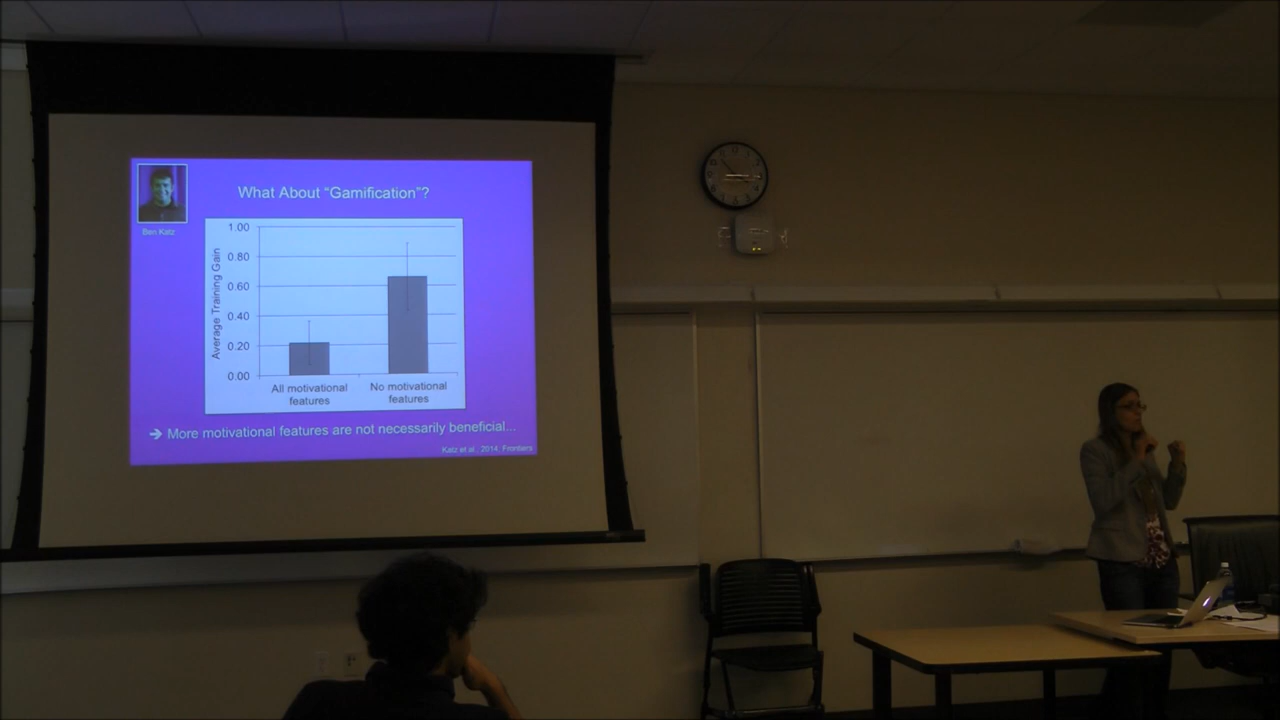 What About "Gamification"?
Ben Katz
1.00
0.80
0.60
0.40
0.20
0.00
Average Training Gain
All motivational
features
No motivational
features
➔ More motivational features are not necessarily beneficial...
Katz et al., 2014, Frontiers